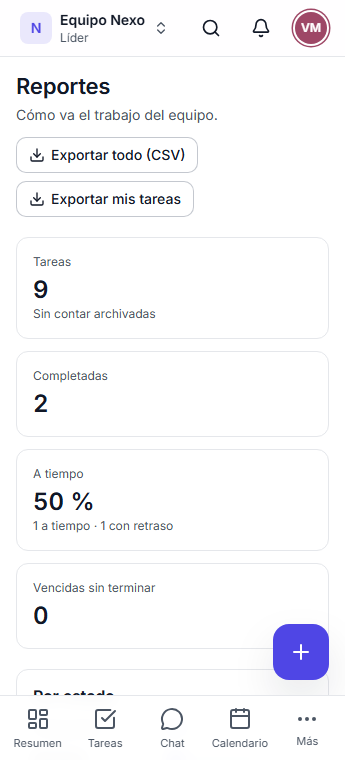 N
Equipo Nexo
Líder
VM
Reportes
Cómo va el trabajo del equipo.
Exportar todo (CSV)
Exportar mis tareas
Tareas
9
Sin contar archivadas
Completadas
2
A tiempo
50 %
1 a tiempo · 1 con retraso
Vencidas sin terminar
0
Por estado
Resumen
Tareas
Chat
Calendario
Más